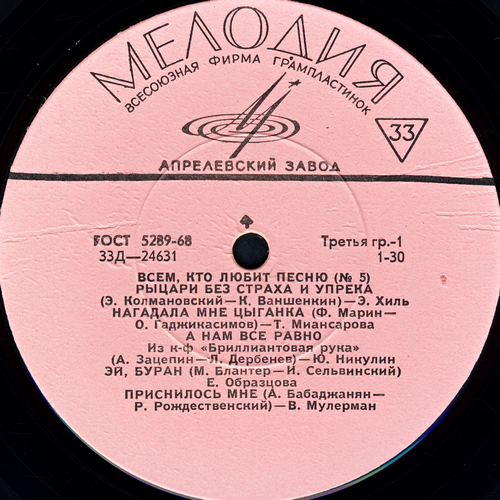 МЕЛОДИЯ
ВСЕСОЮЗНАЯ ФИРМА ГРАМПЛАСТИНОК
33
АПРЕЛЕВСКИЙ ЗАВОД
ГОСТ 5289-68
Третья гр.-1
33Д—24631
1-30
ВСЕМ, КТО ЛЮБИТ ПЕСНЮ (№ 5)
РЫЦАРИ БЕЗ СТРАХА И УПРЕКА
(Э. Колмановский—К. Ваншенкин)—Э. Хиль
НАГАДАЛА МНЕ ЦЫГАНКА (Ф. Марин—
О. Гаджикасимов)—Т. Миансарова
А НАМ ВСЕ РАВНО
Из к-ф «Бриллиантовая рука»
(А. Зацепин—Л. Дербенев)—Ю. Никулин
ЭЙ, БУРАН (М. Блантер—И. Сельвинский)
Е. Образцова
ПРИСНИЛОСЬ МНЕ (А. Бабаджанян—
Р. Рождественский)—В. Мулерман